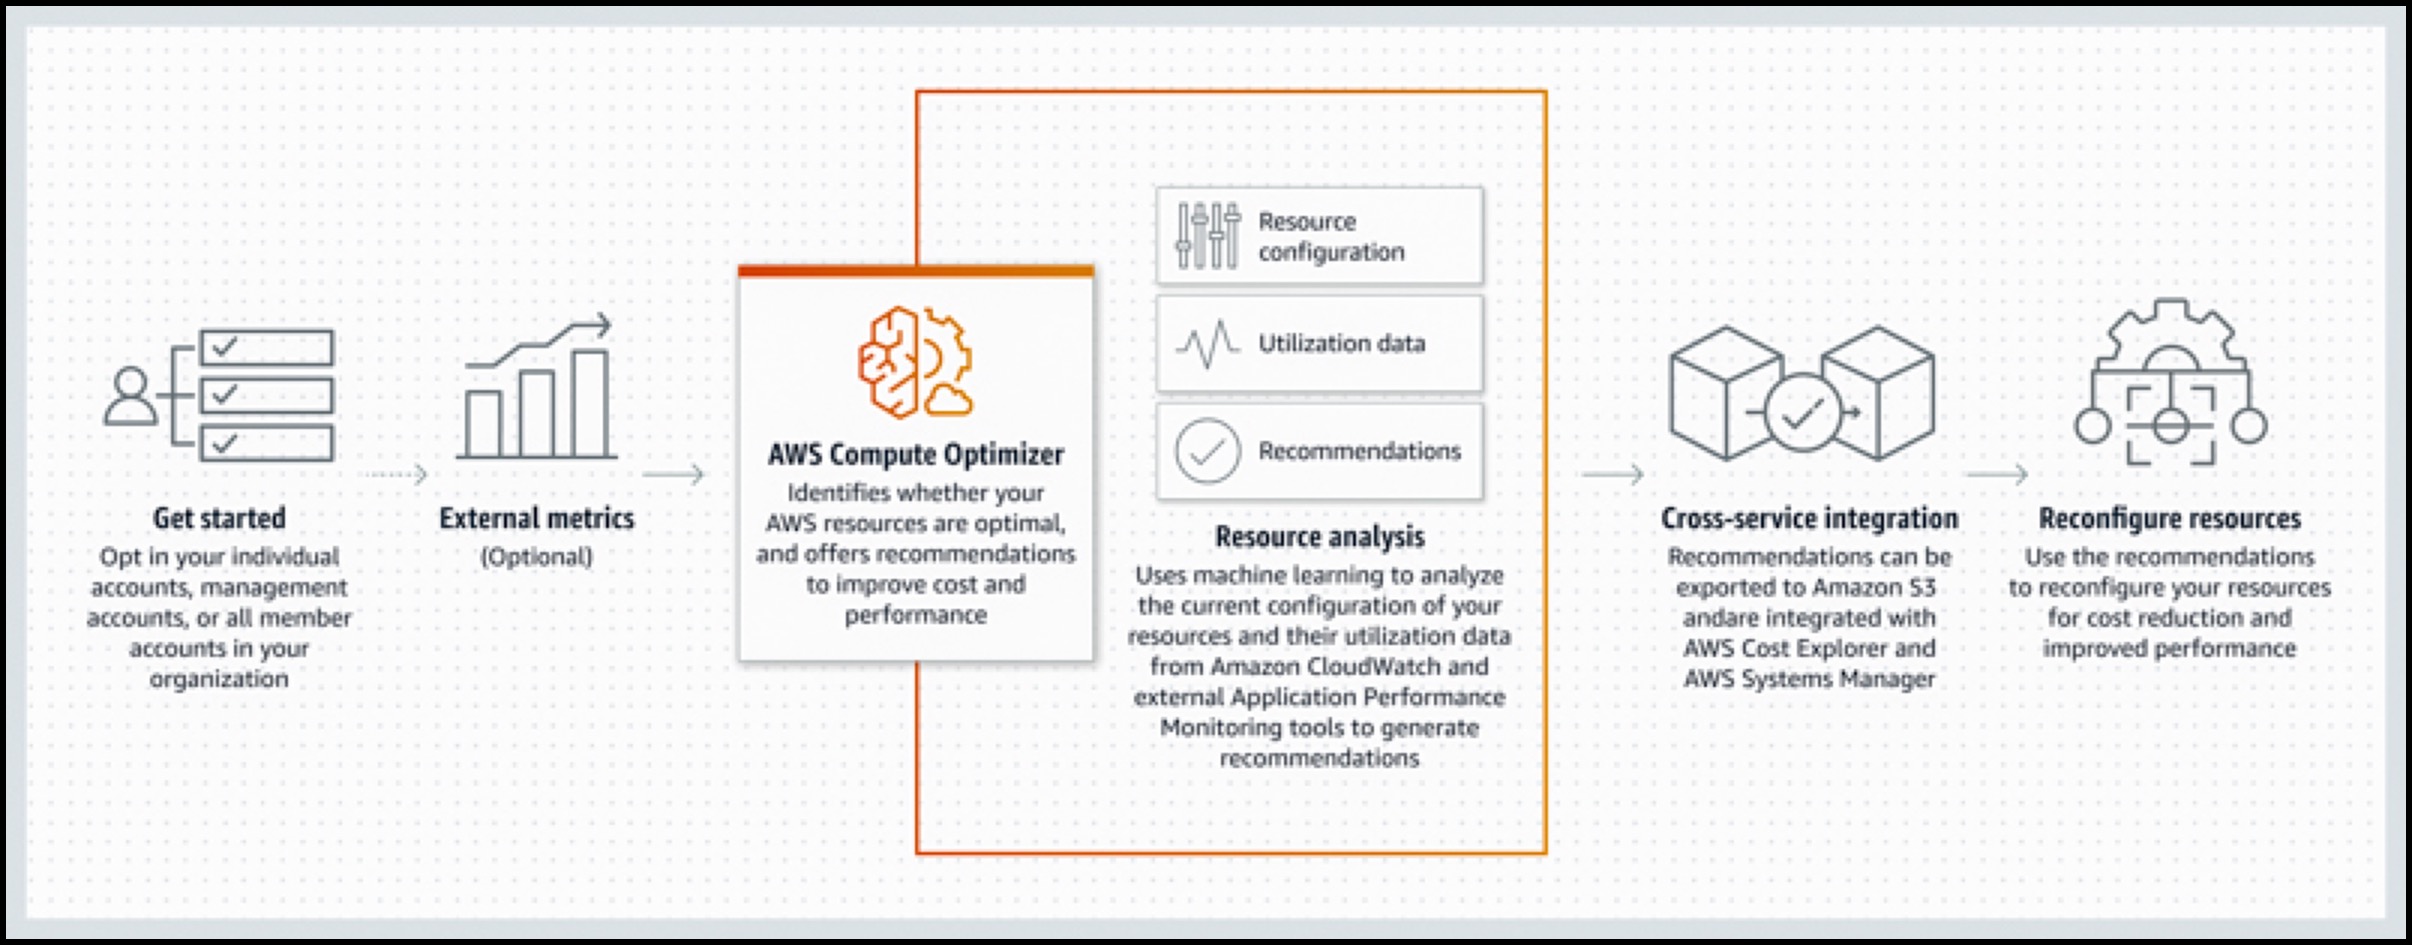 Get started
Opt in your individual
accounts, management
accounts, or all member
accounts in your
organization
External metrics
(Optional)
AWS Compute Optimizer
Identifies whether your
AWS resources are optimal,
and offers recommendations
to improve cost and
performance
Resource
configuration
Utilization data
Recommendations
Resource analysis
Uses machine learning to analyze
the current configuration of your
resources and their utilization data
from Amazon CloudWatch and
external Application Performance
Monitoring tools to generate
recommendations
Cross-service integration
Recommendations can be
exported to Amazon S3
andare integrated with
AWS Cost Explorer and
AWS Systems Manager
Reconfigure resources
Use the recommendations
to reconfigure your resources
for cost reduction and
improved performance